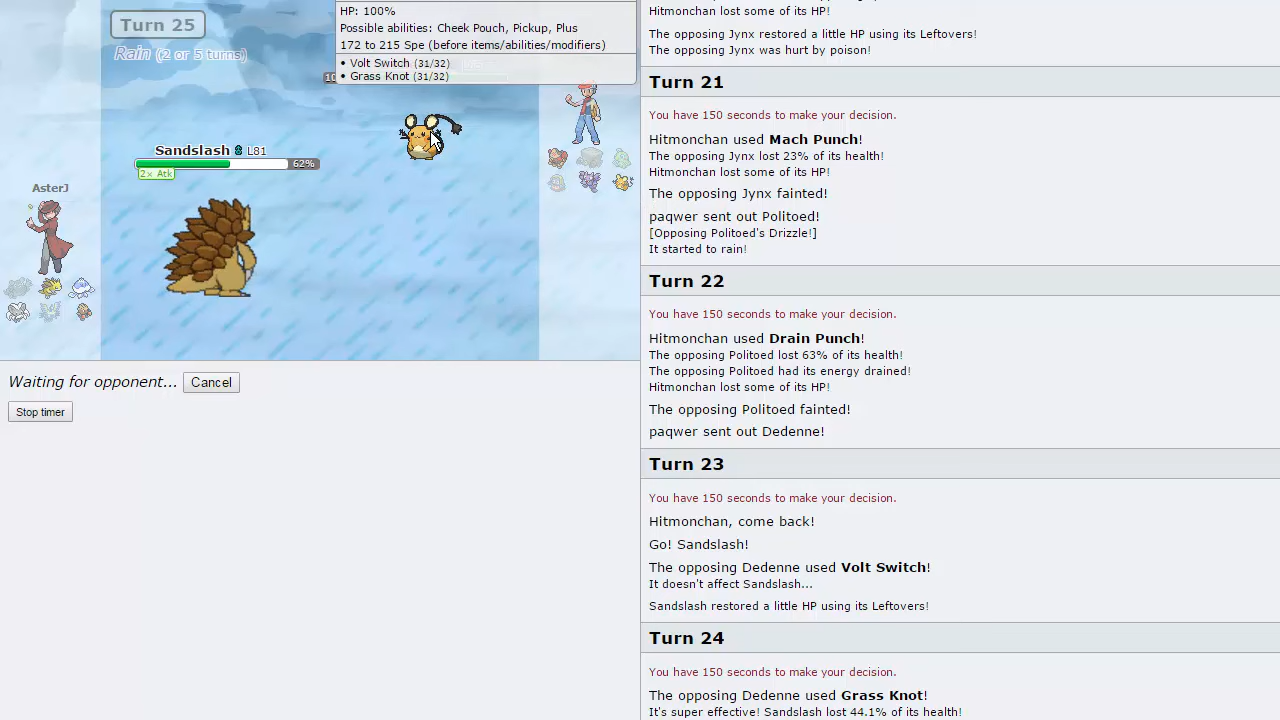 Turn 25
Rain (2 or 5 turns)
HP: 100%
Possible abilities: Cheek Pouch, Pickup, Plus
172 to 215 Spe (before items/abilities/modifiers)
• Volt Switch (31/32)
• Grass Knot (31/32)
Sandslash L81
62%
2× Atk
AsterJ
Waiting for opponent... Cancel
Stop timer
Hitmonchan lost some of its HP!
The opposing Jynx restored a little HP using its Leftovers!
The opposing Jynx was hurt by poison!
Turn 21
You have 150 seconds to make your decision.
Hitmonchan used Mach Punch!
The opposing Jynx lost 23% of its health!
Hitmonchan lost some of its HP!
The opposing Jynx fainted!
paqwer sent out Politoed!
[Opposing Politoed's Drizzle!]
It started to rain!
Turn 22
You have 150 seconds to make your decision.
Hitmonchan used Drain Punch!
The opposing Politoed lost 63% of its health!
The opposing Politoed had its energy drained!
Hitmonchan lost some of its HP!
The opposing Politoed fainted!
paqwer sent out Dedenne!
Turn 23
You have 150 seconds to make your decision.
Hitmonchan, come back!
Go! Sandslash!
The opposing Dedenne used Volt Switch!
It doesn't affect Sandslash...
Sandslash restored a little HP using its Leftovers!
Turn 24
You have 150 seconds to make your decision.
The opposing Dedenne used Grass Knot!
It's super effective! Sandslash lost 44.1% of its health!